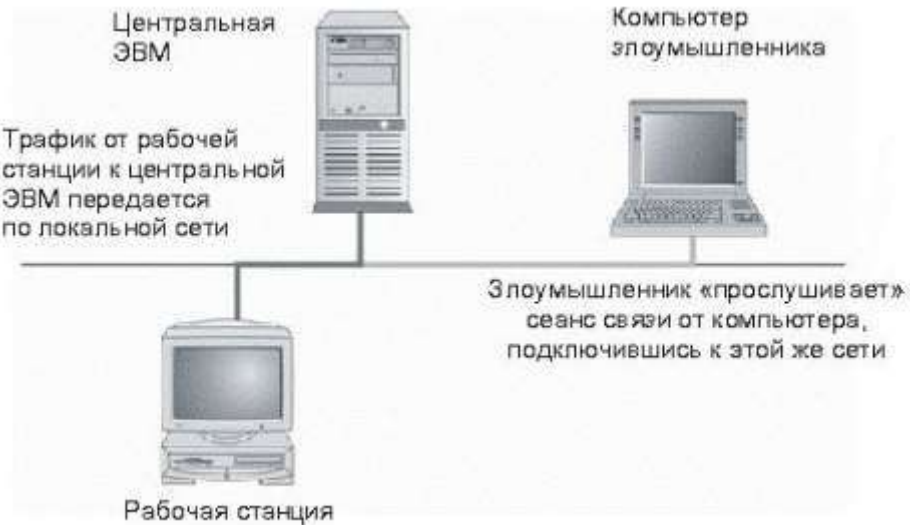 Центральная
ЭВМ
Компьютер
злоумышленника
Трафик от рабочей
станции к центральной
ЭВМ передается
по локальной сети
Злоумышленник «прослушивает»
сеанс связи от компьютера,
подключившись к этой же сети
Рабочая станция